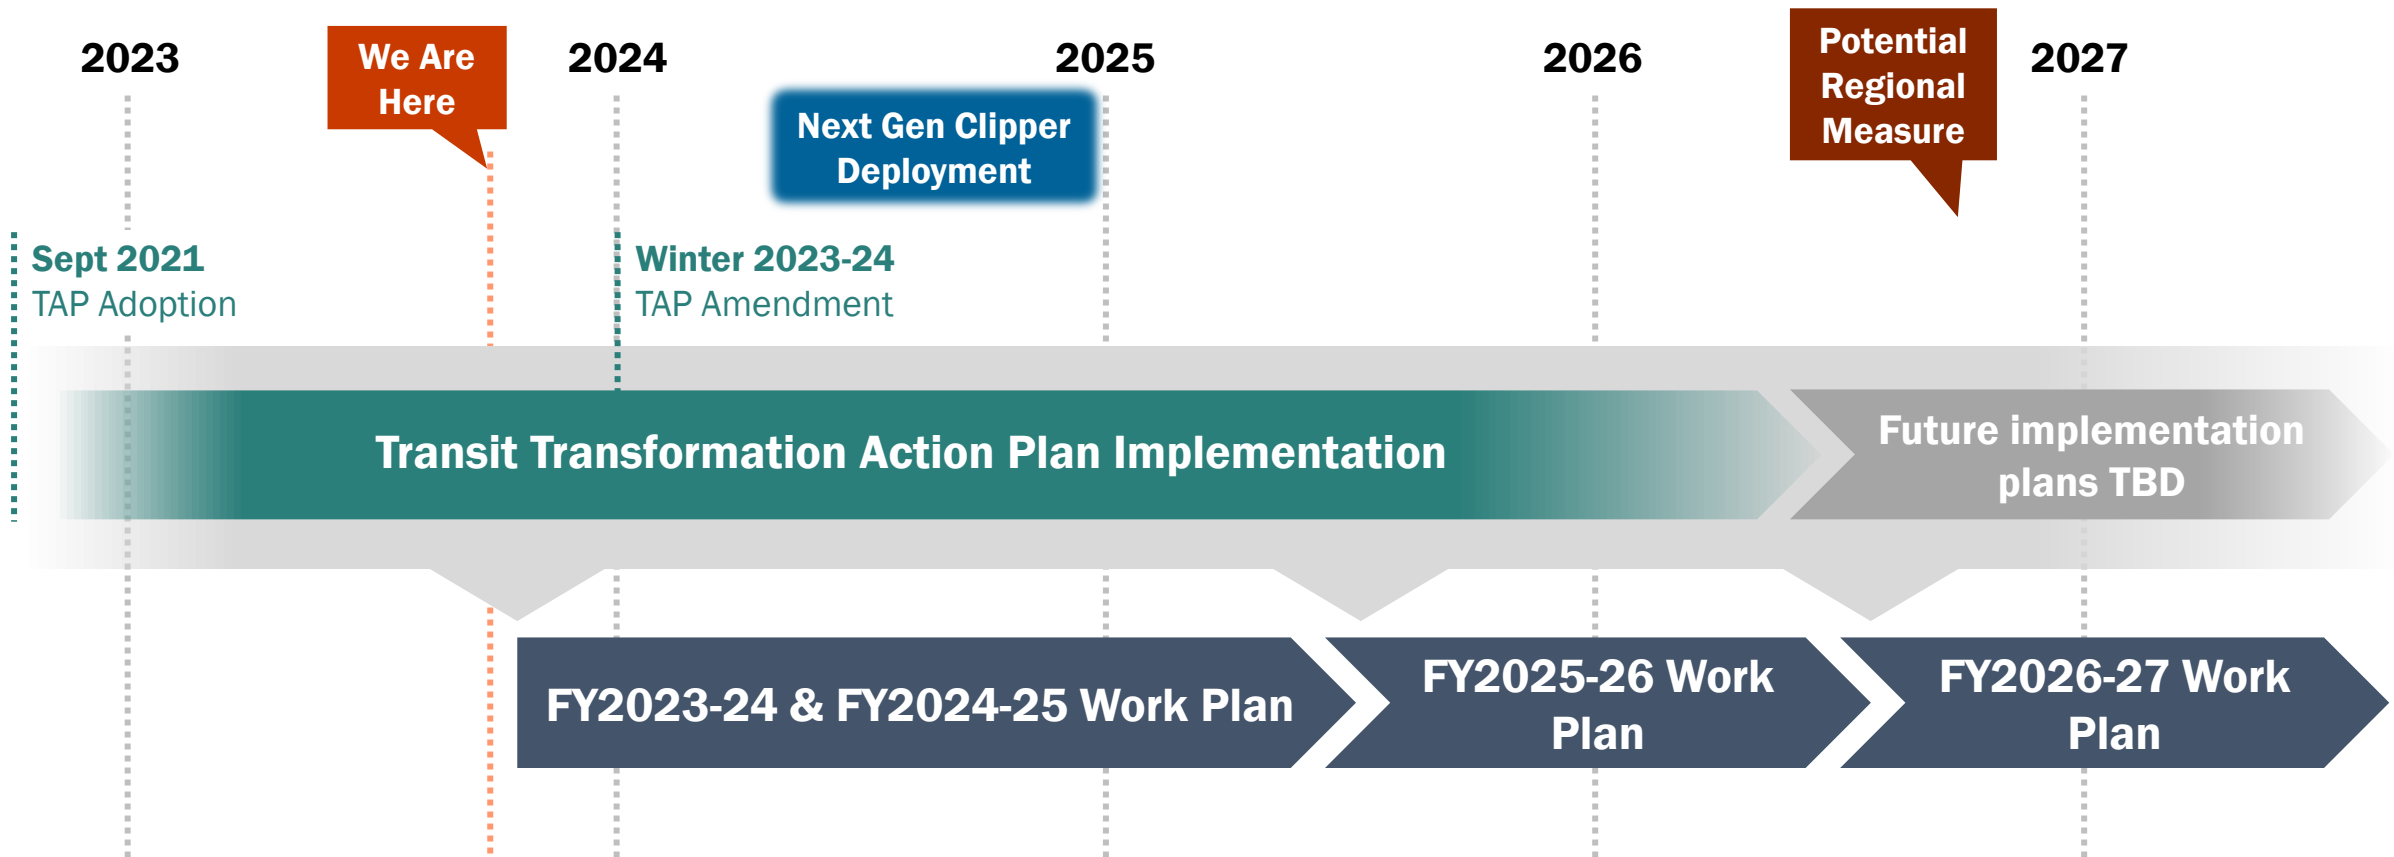 2023
We Are
Here
2024
2025
2026
Potential
Regional
Measure
2027
Next Gen Clipper
Deployment
Sept 2021
TAP Adoption
Winter 2023-24
TAP Amendment
Transit Transformation Action Plan Implementation
Future implementation
plans TBD
FY2023-24 & FY2024-25 Work Plan
FY2025-26 Work
Plan
FY2026-27 Work
Plan